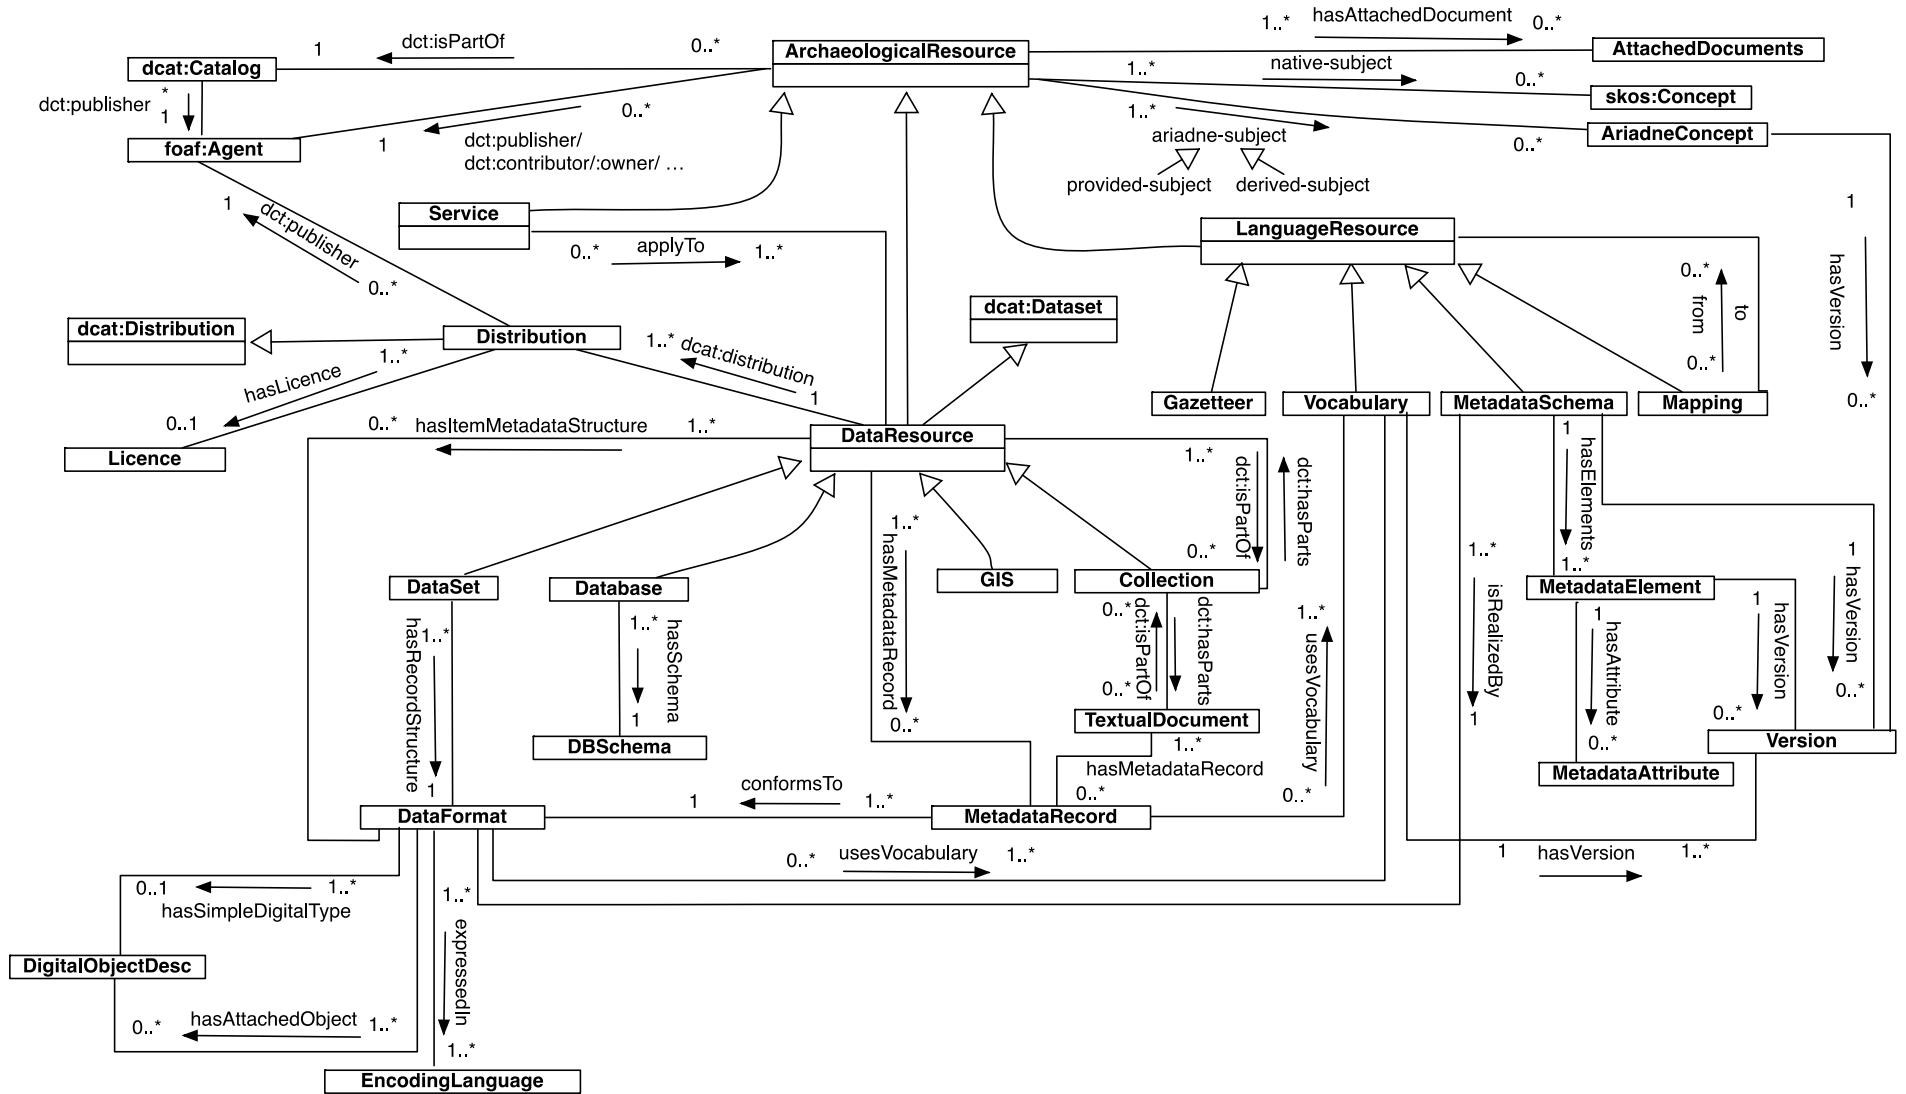 hasAttachedDocument
1..*
0..*
dct:isPartOf
1
0..*
ArchaeologicalResource
AttachedDocuments
dcat:Catalog
native-subject
1..*
0..*
skos:Concept
dct:publisher
*
1
0..*
1..*
AriadneConcept
foaf:Agent
1
dct:publisher/
dct:contributor/:owner/ ...
ariadne-subject
0..*
provided-subject
derived-subject
1
dct:publisher
0..*
Service
0..*
applyTo
1..*
LanguageResource
1
hasVersion
0..*
0..*
from
to
0..*
dcat:Dataset
dcat:Distribution
Distribution
1..*
dcat:distribution
1
1..*
hasLicence
0..1
Licence
Gazetteer
Vocabulary
MetadataSchema
Mapping
0..*
hasItemMetadataStructure
1..*
DataResource
1..*
dct:isPartOf
0..*
dct:hasParts
1
hasElements
1..*
1..*
hasMetadataRecord
0..*
1..*
isRealizedBy
1
1
hasVersion
0..*
DataSet
Database
GIS
Collection
MetadataElement
1..*
hasRecordStructure
1
1..*
hasSchema
1
0..*
dct:isPartOf
0..*
dct:hasParts
1..*
usesVocabulary
0..*
1
hasAttribute
0..*
1
hasVersion
0..*
TextualDocument
DBSchema
1..*
hasMetadataRecord
0..*
Version
MetadataAttribute
conformsTo
1
1..*
DataFormat
MetadataRecord
0..*
usesVocabulary
1..*
1
hasVersion
1..*
0..1
1..*
hasSimpleDigitalType
1..*
expressedIn
1..*
DigitalObjectDesc
0..*
hasAttachedObject
1..*
EncodingLanguage